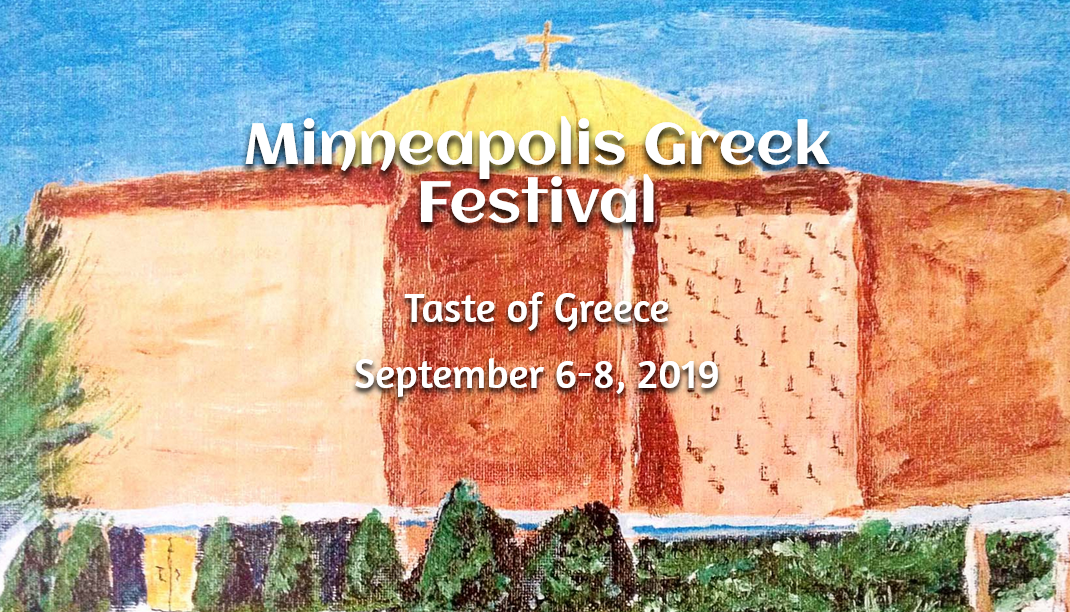 Minneapolis Greek
Festival
Taste of Greece
September 6-8, 2019